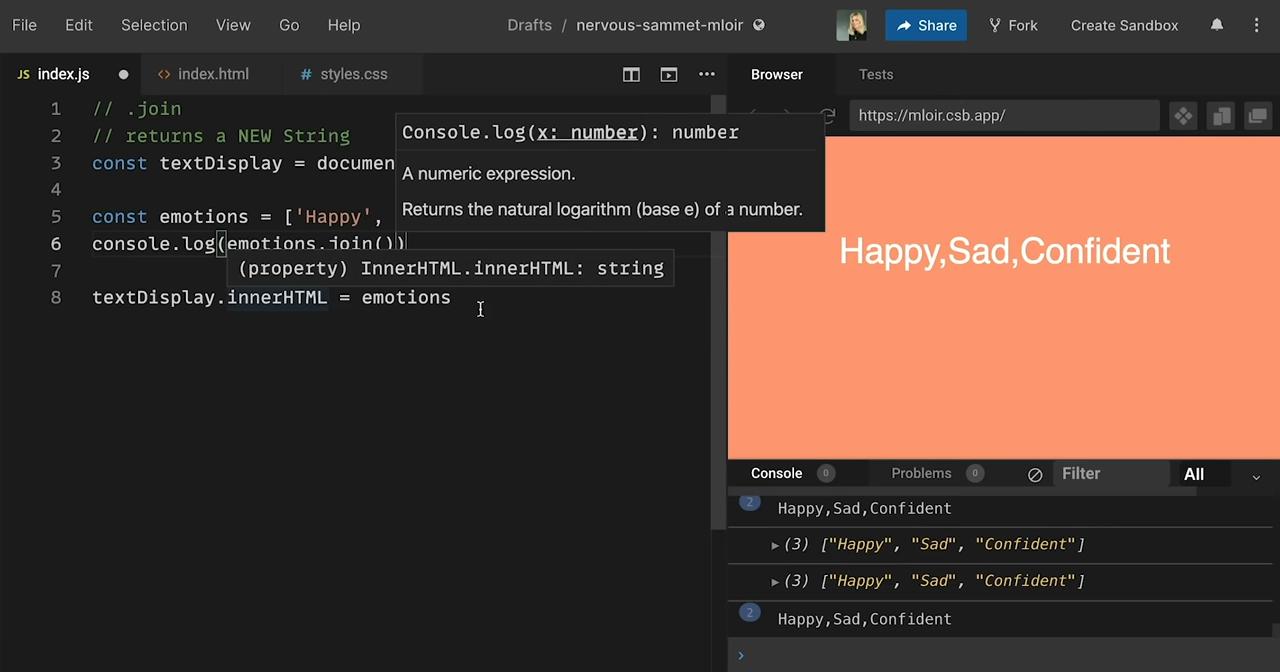 File Edit Selection View Go Help Drafts / nervous-sammet-mloir Share Fork Create Sandbox
JS index.js <> index.html # styles.css Browser Tests
https://mloir.csb.app/
1 // .join
2 // returns a NEW String
3 const textDisplay = documen
4
5 const emotions = ['Happy',
6 console.log(emotions.join())
7
8 textDisplay.innerHTML = emotions
Console.log(x: number): number
A numeric expression.
Returns the natural logarithm (base e) of a number.
(property) InnerHTML.innerHTML: string
Happy,Sad,Confident
Console 0 Problems 0 Filter All
2 Happy,Sad,Confident
▸(3) ["Happy", "Sad", "Confident"]
▸(3) ["Happy", "Sad", "Confident"]
2 Happy,Sad,Confident
›